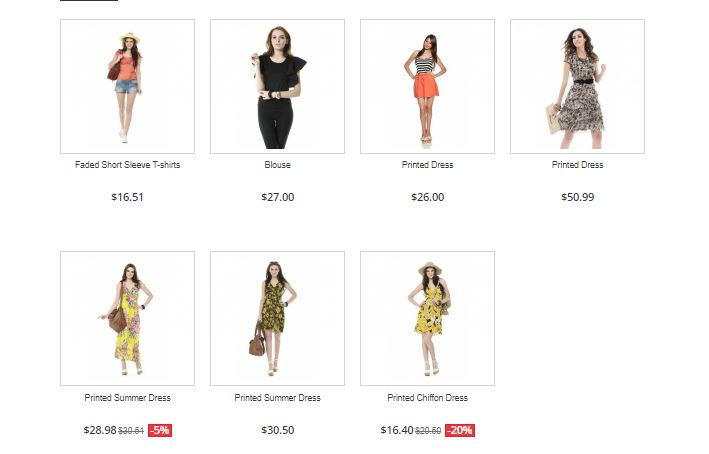 Faded Short Sleeve T-shirts
Blouse
Printed Dress
Printed Dress
$16.51
$27.00
$26.00
$50.99
Printed Summer Dress
Printed Summer Dress
Printed Chiffon Dress
$28.98 $30.51 -5%
$30.50
$16.40 $20.50 -20%